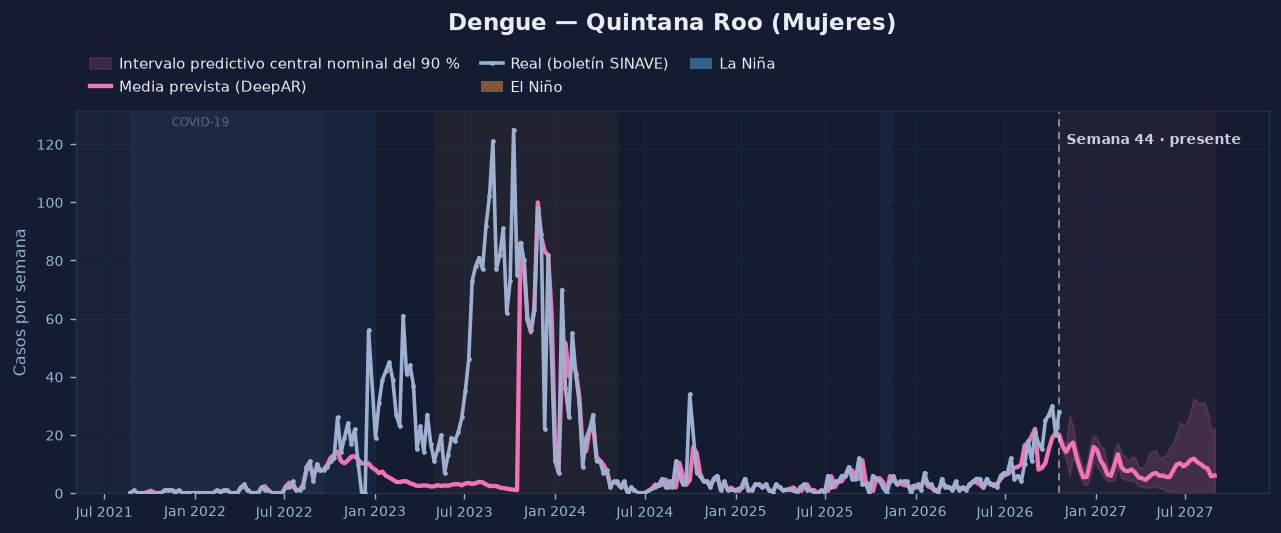 Dengue — Quintana Roo (Mujeres)
Intervalo predictivo central nominal del 90 %
Real (boletín SINAVE)
La Niña
Media prevista (DeepAR)
El Niño
COVID-19
Semana 44 · presente
Casos por semana
120
100
80
60
40
20
0
Jul 2021
Jan 2022
Jul 2022
Jan 2023
Jul 2023
Jan 2024
Jul 2024
Jan 2025
Jul 2025
Jan 2026
Jul 2026
Jan 2027
Jul 2027